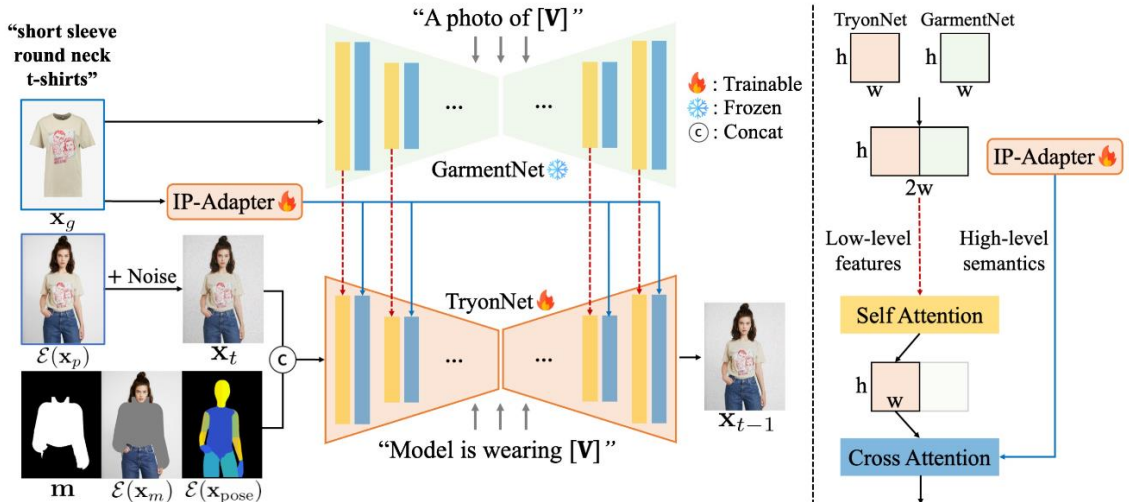 "short sleeve
round neck
t-shirts"
x_g
IP-Adapter
"A photo of [V]"
...
...
GarmentNet
: Trainable
: Frozen
C : Concat
+ Noise
ℰ(x_p)
x_t
C
m
ℰ(x_m)
ℰ(x_pose)
TryonNet
...
...
"Model is wearing [V]"
x_{t−1}
TryonNet GarmentNet
h
w
h
w
h
2w
IP-Adapter
Low-level
features
High-level
semantics
Self Attention
h
w
Cross Attention